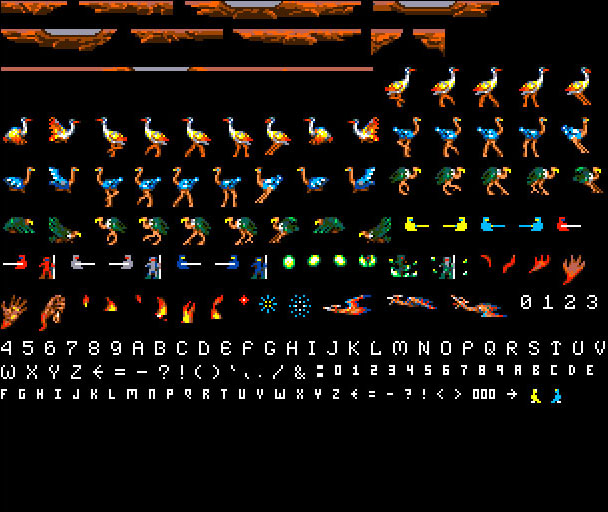 0 1 2 3
4 5 6 7 8 9 A B C D E F G H I J K L M N O P Q R S T U V
W X Y Z ← = - ? ! ( ) ' , . / & : 0 1 2 3 4 5 6 7 8 9 A B C D E
F G H I J K L M N P Q R T U V W X Y Z ← = - ? ! < > 000 →